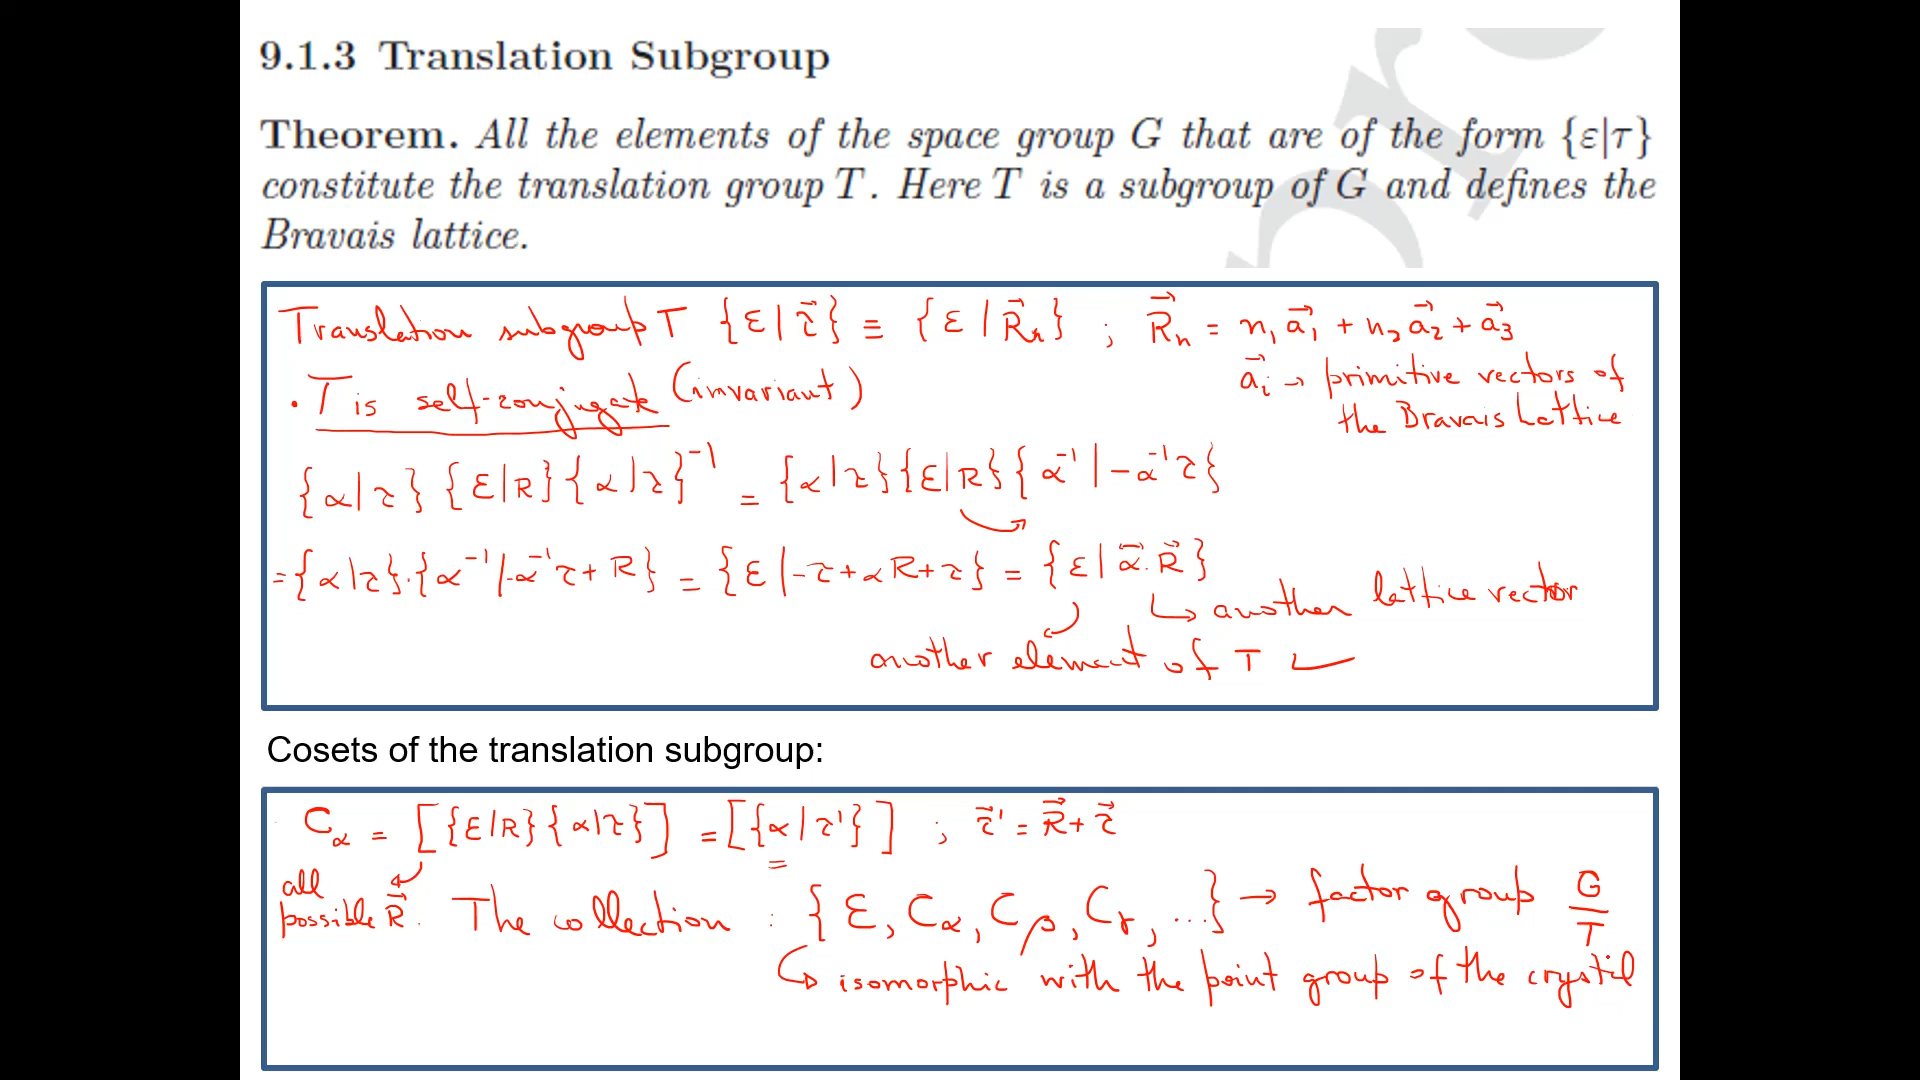 9.1.3 Translation Subgroup
Theorem. All the elements of the space group G that are of the form {ε|τ}
constitute the translation group T. Here T is a subgroup of G and defines the
Bravais lattice.
Translation subgroup T {ε|τ⃗} ≡ {ε|R⃗n} ; R⃗n = n₁a⃗₁ + n₂a⃗₂ + a⃗₃
a⃗i → primitive vectors of
the Bravais Lattice
• T is self-conjugate (invariant)
{α|τ} {ε|R} {α|τ}⁻¹ = {α|τ}{ε|R}{α⁻¹|-α⁻¹τ}
= {α|τ}·{α⁻¹|-α⁻¹τ + R} = {ε|-τ+αR+τ} = {ε|α⃗·R⃗}
↳ another lattice vector
another element of T ✓
Cosets of the translation subgroup:
Cα = [{ε|R}{α|τ}] = [{α|τ'}] ; τ⃗' = R⃗ + τ⃗
all
possible R⃗. The collection : {ε, Cα, Cβ, Cγ, ...} → factor group G/T
↳ isomorphic with the point group of the crystal